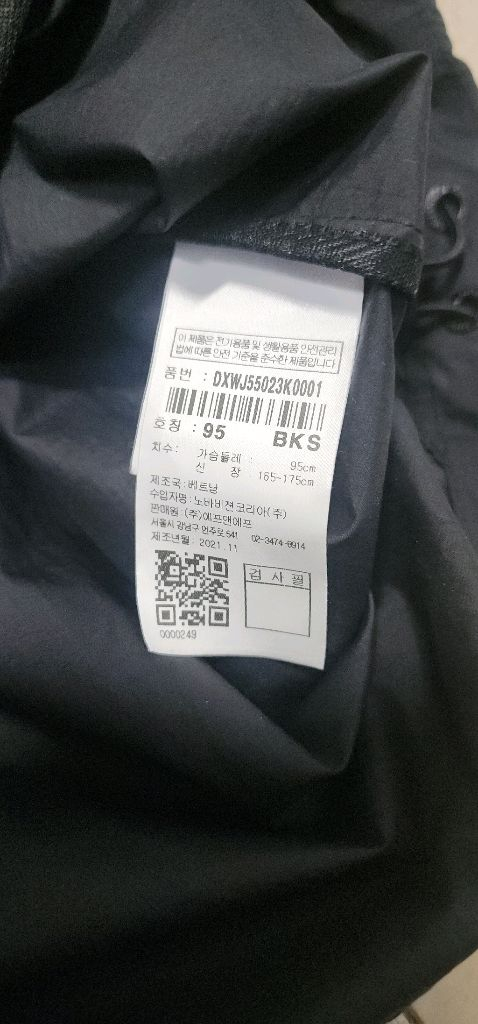 이 제품은 전기용품 및 생활용품 안전관리
법에 따른 안전 기준을 준수한 제품입니다
품번 : DXWJ55023K0001
호칭 : 95 BKS
치수: 가슴둘레 : 95cm
신 장 : 165~175cm
제조국:베트남
수입자명:노바비젼코리아(주)
판매원 :(주)에프앤에프
서울시 강남구 언주로 541 02-3474-8914
제조년월: 2021.11
검 사 필
0000249